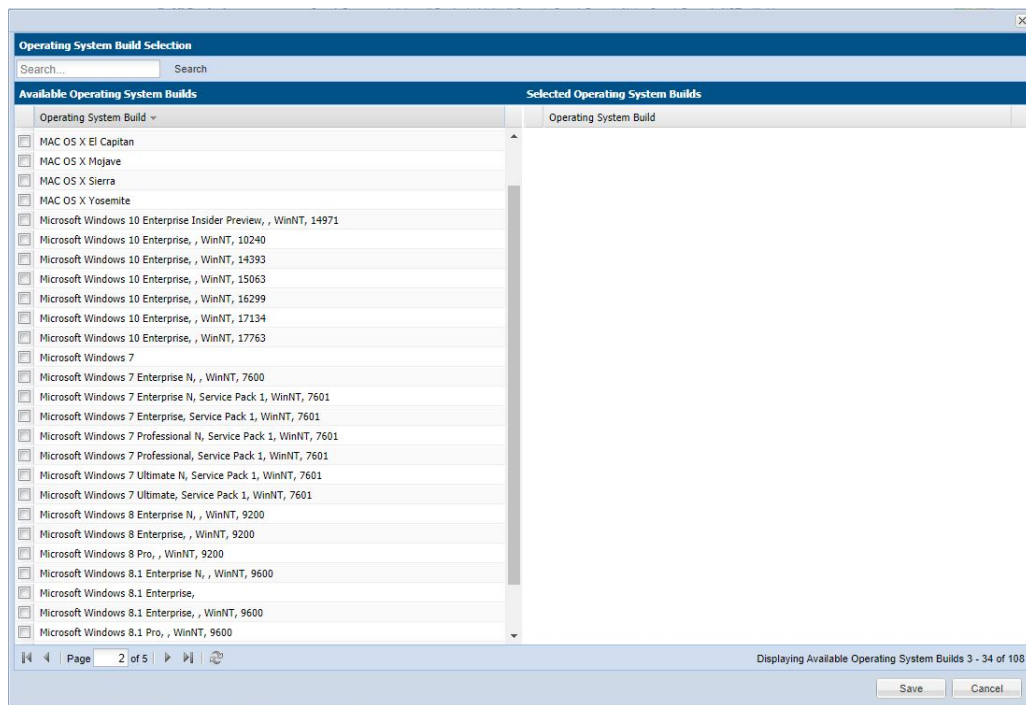 Operating System Build Selection
Search... Search
Available Operating System Builds Selected Operating System Builds
Operating System Build Operating System Build
MAC OS X El Capitan
MAC OS X Mojave
MAC OS X Sierra
MAC OS X Yosemite
Microsoft Windows 10 Enterprise Insider Preview, , WinNT, 14971
Microsoft Windows 10 Enterprise, , WinNT, 10240
Microsoft Windows 10 Enterprise, , WinNT, 14393
Microsoft Windows 10 Enterprise, , WinNT, 15063
Microsoft Windows 10 Enterprise, , WinNT, 16299
Microsoft Windows 10 Enterprise, , WinNT, 17134
Microsoft Windows 10 Enterprise, , WinNT, 17763
Microsoft Windows 7
Microsoft Windows 7 Enterprise N, , WinNT, 7600
Microsoft Windows 7 Enterprise N, Service Pack 1, WinNT, 7601
Microsoft Windows 7 Enterprise, Service Pack 1, WinNT, 7601
Microsoft Windows 7 Professional N, Service Pack 1, WinNT, 7601
Microsoft Windows 7 Professional, Service Pack 1, WinNT, 7601
Microsoft Windows 7 Ultimate N, Service Pack 1, WinNT, 7601
Microsoft Windows 7 Ultimate, Service Pack 1, WinNT, 7601
Microsoft Windows 8 Enterprise N, , WinNT, 9200
Microsoft Windows 8 Enterprise, , WinNT, 9200
Microsoft Windows 8 Pro, , WinNT, 9200
Microsoft Windows 8.1 Enterprise N, , WinNT, 9600
Microsoft Windows 8.1 Enterprise,
Microsoft Windows 8.1 Enterprise, , WinNT, 9600
Microsoft Windows 8.1 Pro, , WinNT, 9600
Page 2 of 5 Displaying Available Operating System Builds 3 - 34 of 108
Save Cancel